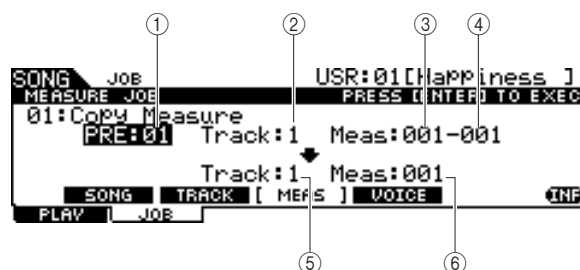 ① ② ③ ④
SONG JOB USR:01[Happiness ]
MEASURE JOB PRESS [ENTER] TO EXEC
01:Copy Measure
PRE:01 Track:1 Meas:001-001
Track:1 Meas:001
SONG TRACK [ MEAS ] VOICE INF
PLAY JOB
⑤ ⑥